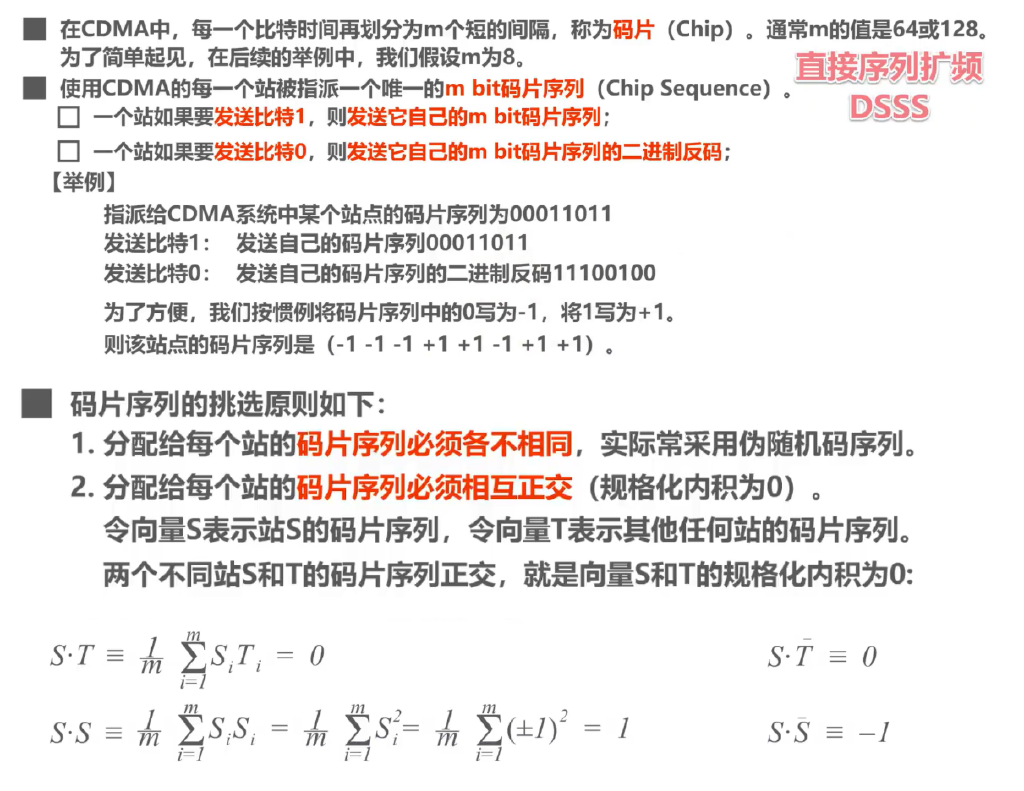 在CDMA中，每一个比特时间再划分为m个短的间隔，称为码片（Chip）。通常m的值是64或128。
为了简单起见，在后续的举例中，我们假设m为8。
直接序列扩频
DSSS
使用CDMA的每一个站被指派一个唯一的m bit码片序列（Chip Sequence）。
一个站如果要发送比特1，则发送它自己的m bit码片序列；
一个站如果要发送比特0，则发送它自己的m bit码片序列的二进制反码；
【举例】
指派给CDMA系统中某个站点的码片序列为00011011
发送比特1： 发送自己的码片序列00011011
发送比特0： 发送自己的码片序列的二进制反码11100100
为了方便，我们按惯例将码片序列中的0写为-1，将1写为+1。
则该站点的码片序列是（-1 -1 -1 +1 +1 -1 +1 +1）。
码片序列的挑选原则如下：
1. 分配给每个站的码片序列必须各不相同，实际常采用伪随机码序列。
2. 分配给每个站的码片序列必须相互正交（规格化内积为0）。
令向量S表示站S的码片序列，令向量T表示其他任何站的码片序列。
两个不同站S和T的码片序列正交，就是向量S和T的规格化内积为0:
S·T ≡ 1/m ∑_{i=1}^{m} S_i T_i = 0 S·T̄ ≡ 0
S·S ≡ 1/m ∑_{i=1}^{m} S_i S_i = 1/m ∑_{i=1}^{m} S_i^2 = 1/m ∑_{i=1}^{m} (±1)^2 = 1 S·S̄ ≡ −1